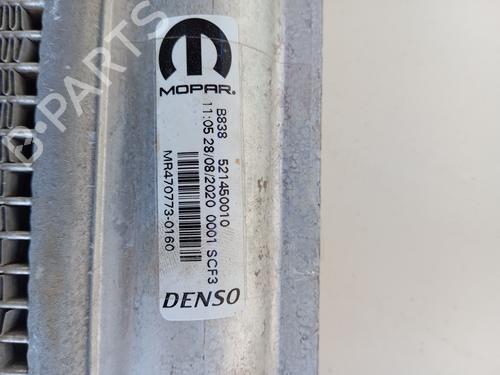 MOPAR.
B838 521450010
11:05 28/08/2020 0001 SCF3
MR470773-0160
DENSO
B-Parts